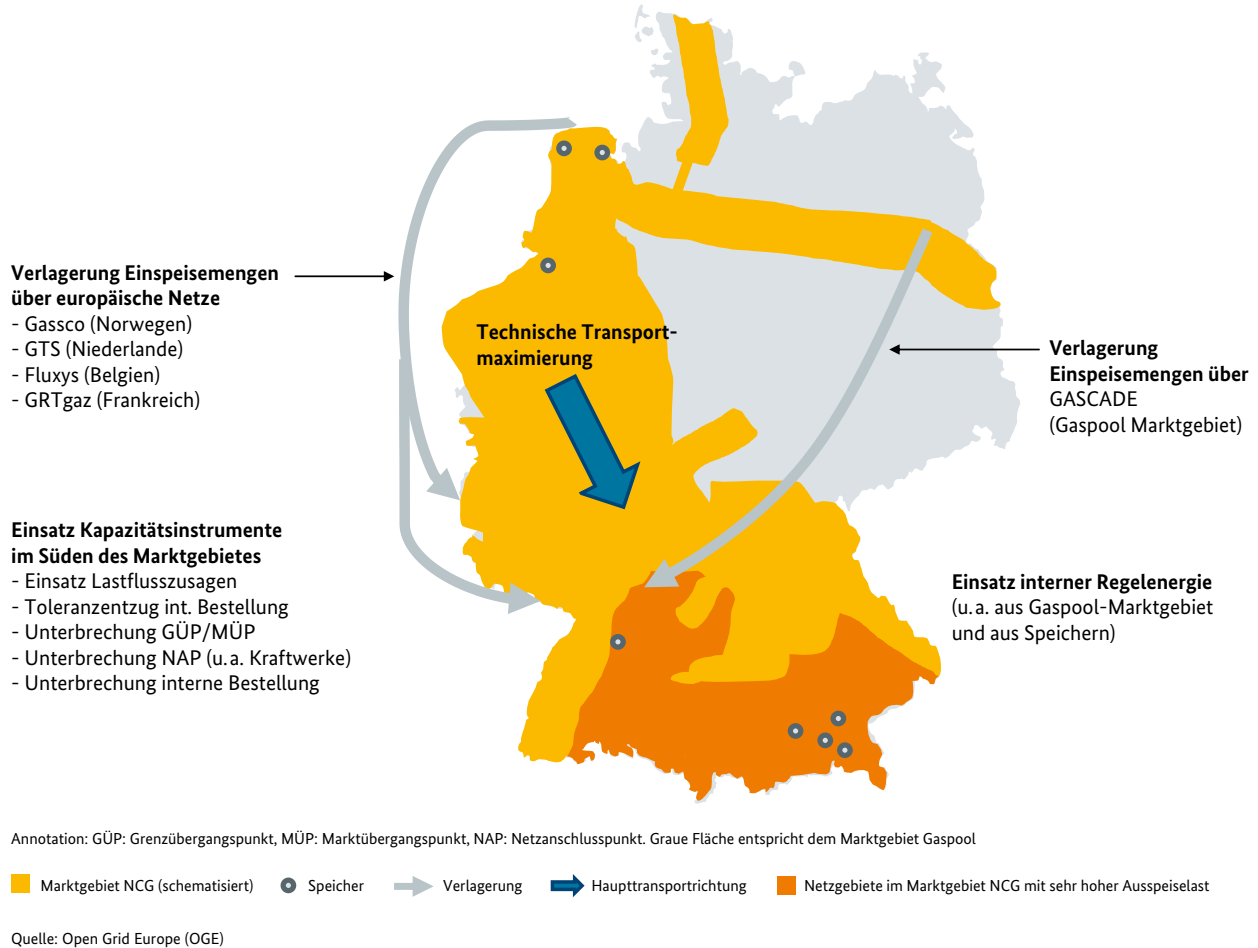 Verlagerung Einspeisemengen
über europäische Netze
- Gassco (Norwegen)
- GTS (Niederlande)
- Fluxys (Belgien)
- GRTgaz (Frankreich)
Technische Transport-
maximierung
Verlagerung
Einspeisemengen über
GASCADE
(Gaspool Marktgebiet)
Einsatz Kapazitätsinstrumente
im Süden des Marktgebietes
- Einsatz Lastflusszusagen
- Toleranzentzug int. Bestellung
- Unterbrechung GÜP/MÜP
- Unterbrechung NAP (u. a. Kraftwerke)
- Unterbrechung interne Bestellung
Einsatz interner Regelenergie
(u. a. aus Gaspool-Marktgebiet
und aus Speichern)
Annotation: GÜP: Grenzübergangspunkt, MÜP: Marktübergangspunkt, NAP: Netzanschlusspunkt. Graue Fläche entspricht dem Marktgebiet Gaspool
Marktgebiet NCG (schematisiert) Speicher Verlagerung Haupttransportrichtung Netzgebiete im Marktgebiet NCG mit sehr hoher Ausspeiselast
Quelle: Open Grid Europe (OGE)